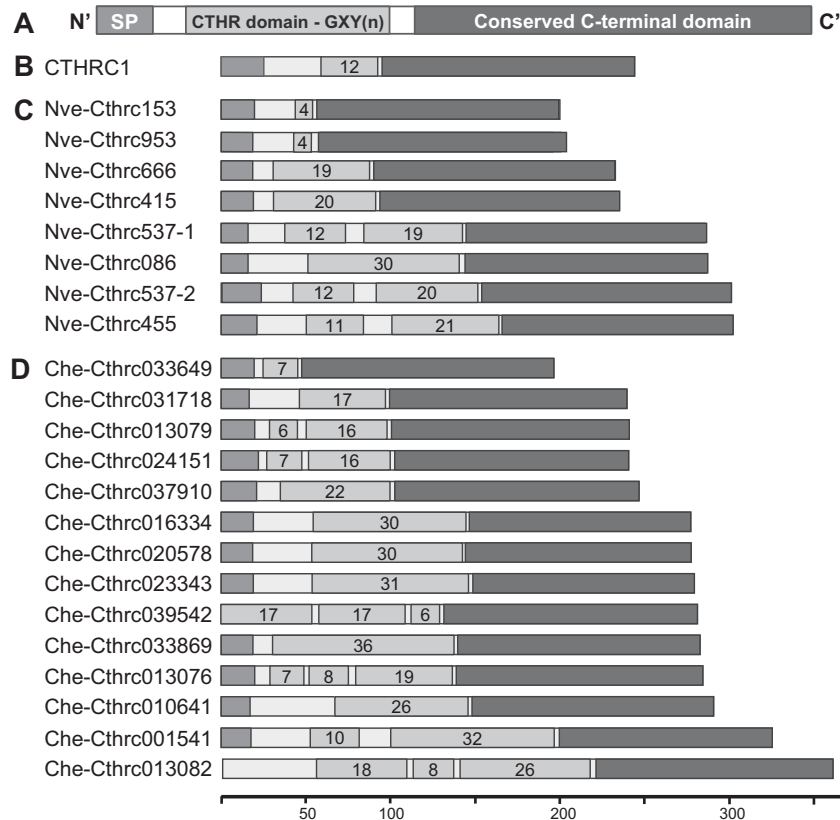 A N' SP CTHR domain - GXY(n) Conserved C-terminal domain C'
B CTHRC1 12
C Nve-Cthrc153 4
Nve-Cthrc953 4
Nve-Cthrc666 19
Nve-Cthrc415 20
Nve-Cthrc537-1 12 19
Nve-Cthrc086 30
Nve-Cthrc537-2 12 20
Nve-Cthrc455 11 21
D Che-Cthrc033649 7
Che-Cthrc031718 17
Che-Cthrc013079 6 16
Che-Cthrc024151 7 16
Che-Cthrc037910 22
Che-Cthrc016334 30
Che-Cthrc020578 30
Che-Cthrc023343 31
Che-Cthrc039542 17 17 6
Che-Cthrc033869 36
Che-Cthrc013076 7 8 19
Che-Cthrc010641 26
Che-Cthrc001541 10 32
Che-Cthrc013082 18 8 26
50 100 200 300